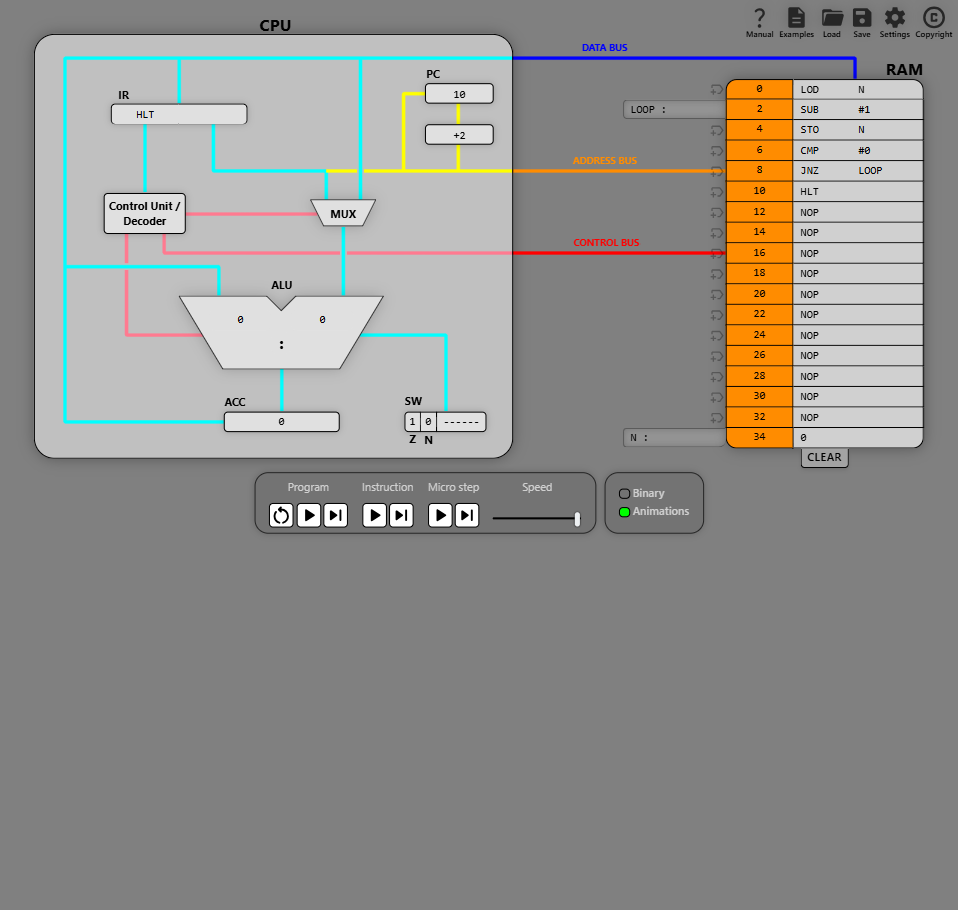 CPU
Manual Examples Load Save Settings Copyright
DATA BUS
RAM
PC
10
+2
IR
HLT
ADDRESS BUS
Control Unit /
Decoder
MUX
CONTROL BUS
ALU
0 0
:
ACC
0
SW
1 0 ------
Z N
0 LOD N
LOOP : 2 SUB #1
4 STO N
6 CMP #0
8 JNZ LOOP
10 HLT
12 NOP
14 NOP
16 NOP
18 NOP
20 NOP
22 NOP
24 NOP
26 NOP
28 NOP
30 NOP
32 NOP
N : 34 0
CLEAR
Program Instruction Micro step Speed
Binary
Animations